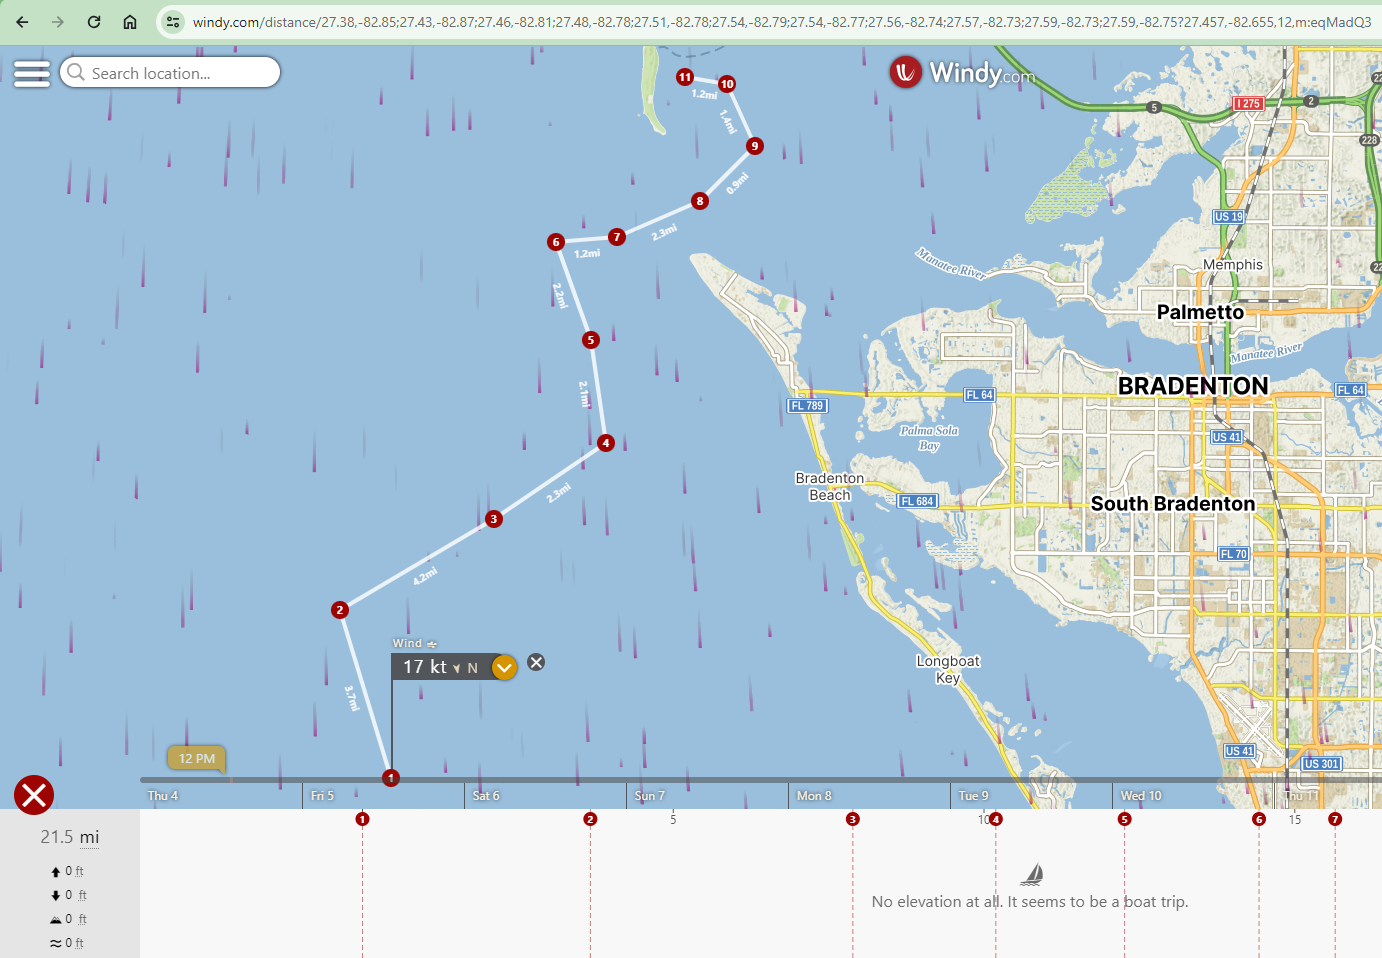 windy.com/distance/27.38,-82.85;27.43,-82.87;27.46,-82.81;27.48,-82.78;27.51,-82.78;27.54,-82.79;27.54,-82.77;27.56,-82.74;27.57,-82.73;27.59,-82.73;27.59,-82.75?27.457,-82.655,12,m:eqMadQ3
Search location...
Windy.com
11
10
1.2mi
1.4mi
9
0.9mi
8
2.3mi
7
6
1.2mi
2.2mi
5
2.1mi
4
2.3mi
3
4.2mi
2
3.7mi
1
Wind
17 kt N
5
I 275
2
22
228
US 19
Manatee River
Memphis
22
Palmetto
Manatee River
BRADENTON
FL 64
FL 64
FL 789
Palma Sola
Bay
US 41
Bradenton
Beach
FL 684
South Bradenton
FL 70
Longboat
Key
US 41
US 301
12 PM
Thu 4
Fri 5
Sat 6
Sun 7
Mon 8
Tue 9
Wed 10
Thu 11
1
2
5
3
10
4
5
6
15
7
21.5 mi
0 ft
0 ft
0 ft
0 ft
No elevation at all. It seems to be a boat trip.